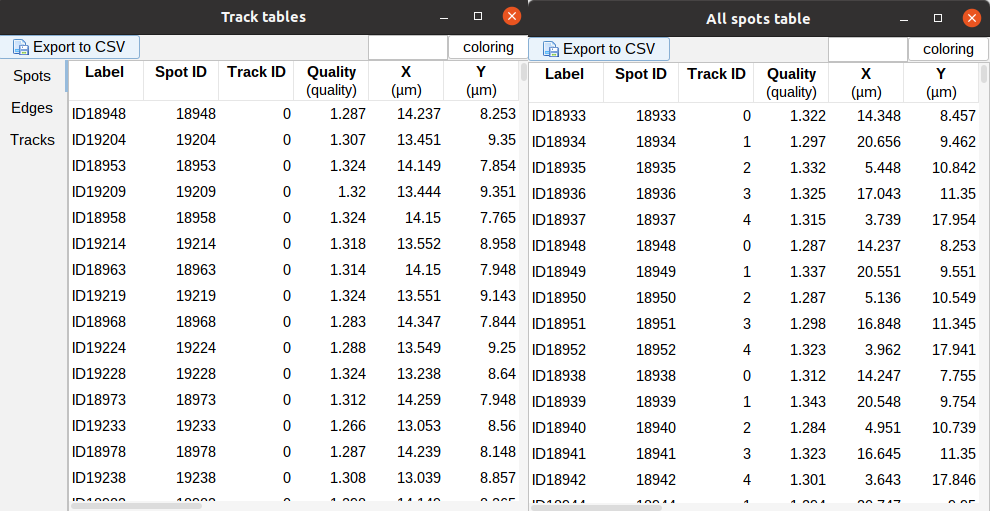 Track tables
Export to CSV
coloring
Spots
Edges
Tracks
Label Spot ID Track ID Quality X Y
(quality) (µm) (µm)
ID18948 18948 0 1.287 14.237 8.253
ID19204 19204 0 1.307 13.451 9.35
ID18953 18953 0 1.324 14.149 7.854
ID19209 19209 0 1.32 13.444 9.351
ID18958 18958 0 1.324 14.15 7.765
ID19214 19214 0 1.318 13.552 8.958
ID18963 18963 0 1.314 14.15 7.948
ID19219 19219 0 1.324 13.551 9.143
ID18968 18968 0 1.283 14.347 7.844
ID19224 19224 0 1.288 13.549 9.25
ID19228 19228 0 1.324 13.238 8.64
ID18973 18973 0 1.312 14.259 7.948
ID19233 19233 0 1.266 13.053 8.56
ID18978 18978 0 1.287 14.239 8.148
ID19238 19238 0 1.308 13.039 8.857
All spots table
Export to CSV
coloring
Label Spot ID Track ID Quality X Y
(quality) (µm) (µm)
ID18933 18933 0 1.322 14.348 8.457
ID18934 18934 1 1.297 20.656 9.462
ID18935 18935 2 1.332 5.448 10.842
ID18936 18936 3 1.325 17.043 11.35
ID18937 18937 4 1.315 3.739 17.954
ID18948 18948 0 1.287 14.237 8.253
ID18949 18949 1 1.337 20.551 9.551
ID18950 18950 2 1.287 5.136 10.549
ID18951 18951 3 1.298 16.848 11.345
ID18952 18952 4 1.323 3.962 17.941
ID18938 18938 0 1.312 14.247 7.755
ID18939 18939 1 1.343 20.548 9.754
ID18940 18940 2 1.284 4.951 10.739
ID18941 18941 3 1.323 16.645 11.35
ID18942 18942 4 1.301 3.643 17.846